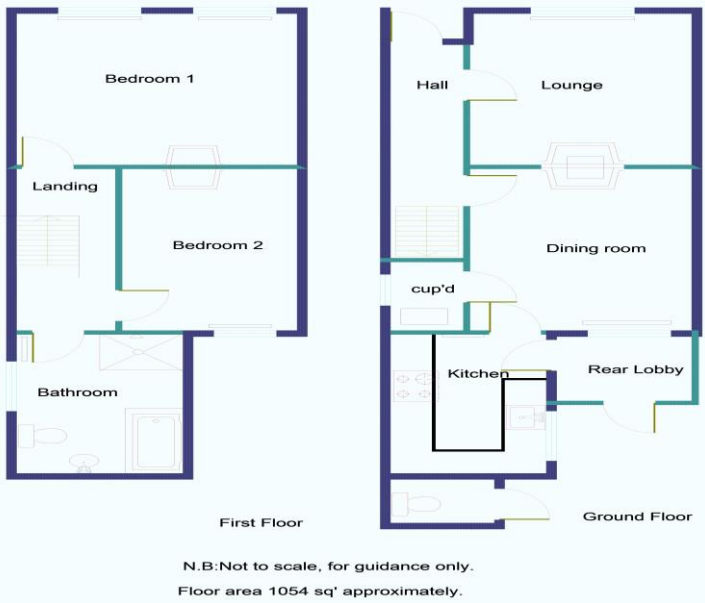 Bedroom 1
Landing
Bedroom 2
Bathroom
First Floor
Hall
Lounge
Dining room
cup'd
Kitchen
Rear Lobby
Ground Floor
N.B:Not to scale, for guidance only.
Floor area 1054 sq' approximately.